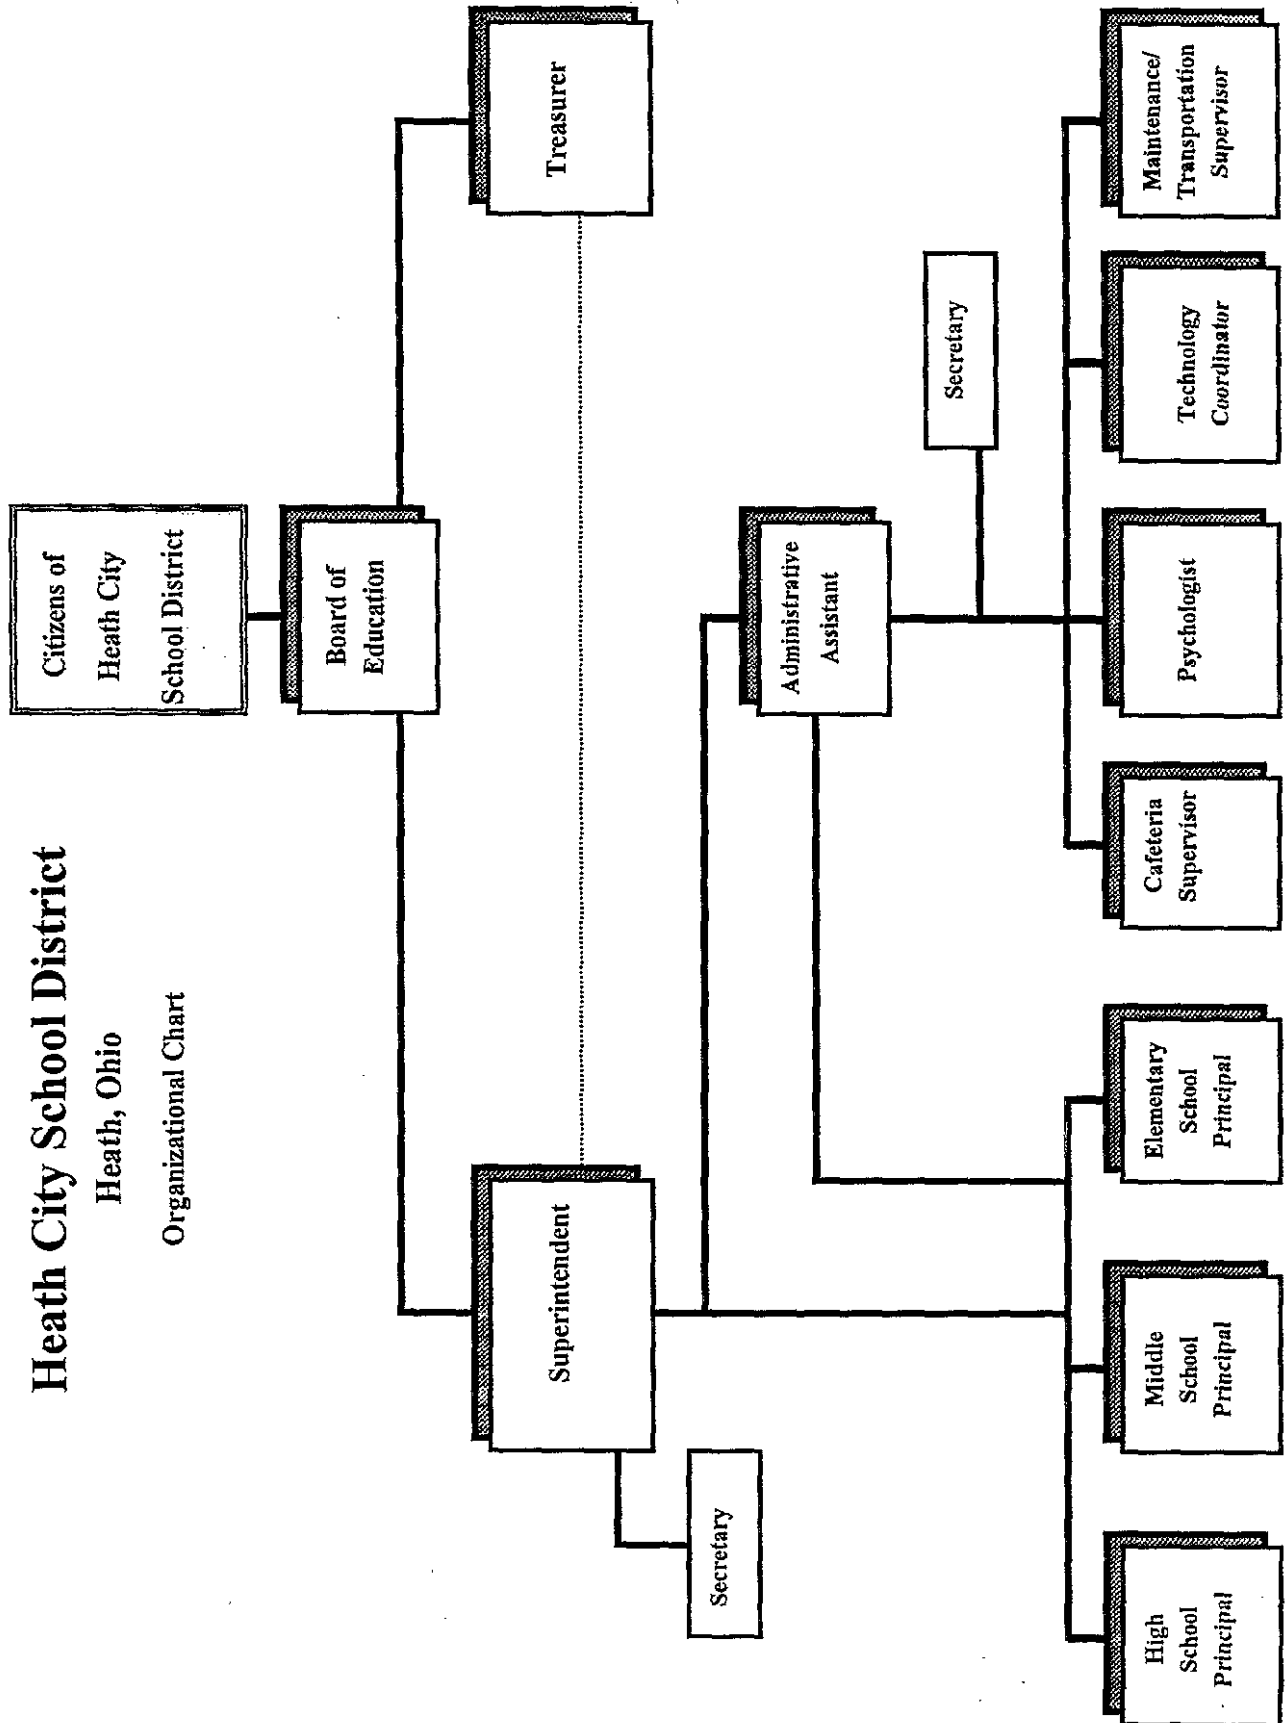 Heath City School District
Heath, Ohio
Organizational Chart
Citizens of
Heath City
School District
Board of
Education
Superintendent
Treasurer
Secretary
Administrative
Assistant
Secretary
High
School
Principal
Middle
School
Principal
Elementary
School
Principal
Cafeteria
Supervisor
Psychologist
Technology
Coordinator
Maintenance/
Transportation
Supervisor